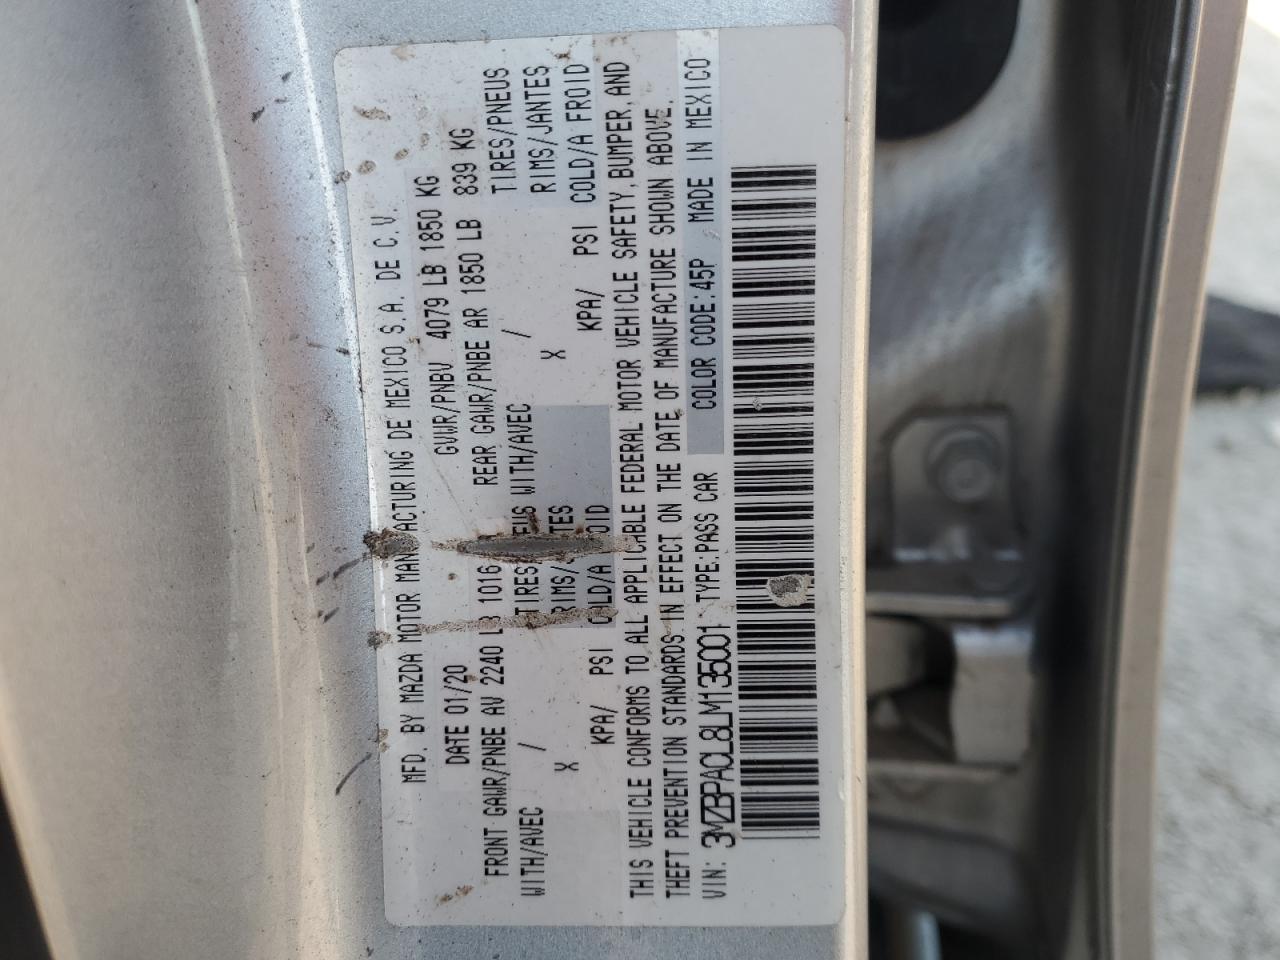 MFD. BY MAZDA MOTOR MANUFACTURING DE MEXICO S.A. DE C.V.
DATE 01/20 GVWR/PNBV 4079 LB 1850 KG
FRONT GAWR/PNBE AV 2240 LB 1016 REAR GAWR/PNBE AR 1850 LB 839 KG
WITH/AVEC / TIRES WITH/AVEC / TIRES/PNEUS
X RIMS/ X RIMS/JANTES
KPA/ PSI COLD/A FROID KPA/ PSI COLD/A FROID
THIS VEHICLE CONFORMS TO ALL APPLICABLE FEDERAL MOTOR VEHICLE SAFETY, BUMPER, AND
THEFT PREVENTION STANDARDS IN EFFECT ON THE DATE OF MANUFACTURE SHOWN ABOVE.
VIN: 3MZBPACL8LM135001 TYPE:PASS CAR COLOR CODE:45P MADE IN MEXICO